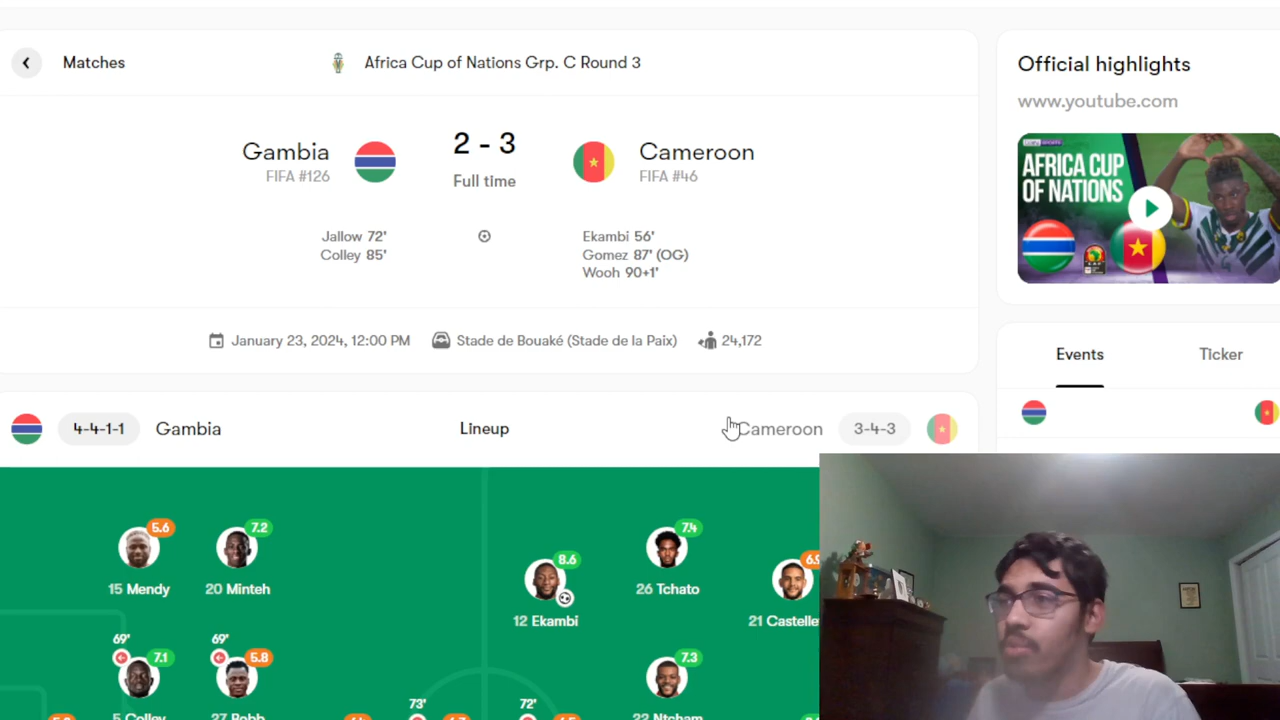 Matches
Africa Cup of Nations Grp. C Round 3
Gambia
FIFA #126
2 - 3
Full time
Cameroon
FIFA #46
Jallow 72'
Colley 85'
Ekambi 56'
Gomez 87' (OG)
Wooh 90+1'
January 23, 2024, 12:00 PM
Stade de Bouaké (Stade de la Paix)
24,172
4-4-1-1
Gambia
Lineup
Cameroon
3-4-3
5.6
15 Mendy
7.2
20 Minteh
69'
7.1
5 Colley
69'
5.8
27 Bobb
8.6
12 Ekambi
7.4
26 Tchato
21 Castelle
7.3
22 Ntcham
73'
72'
Official highlights
www.youtube.com
AFRICA CUP
OF NATIONS
Events
Ticker